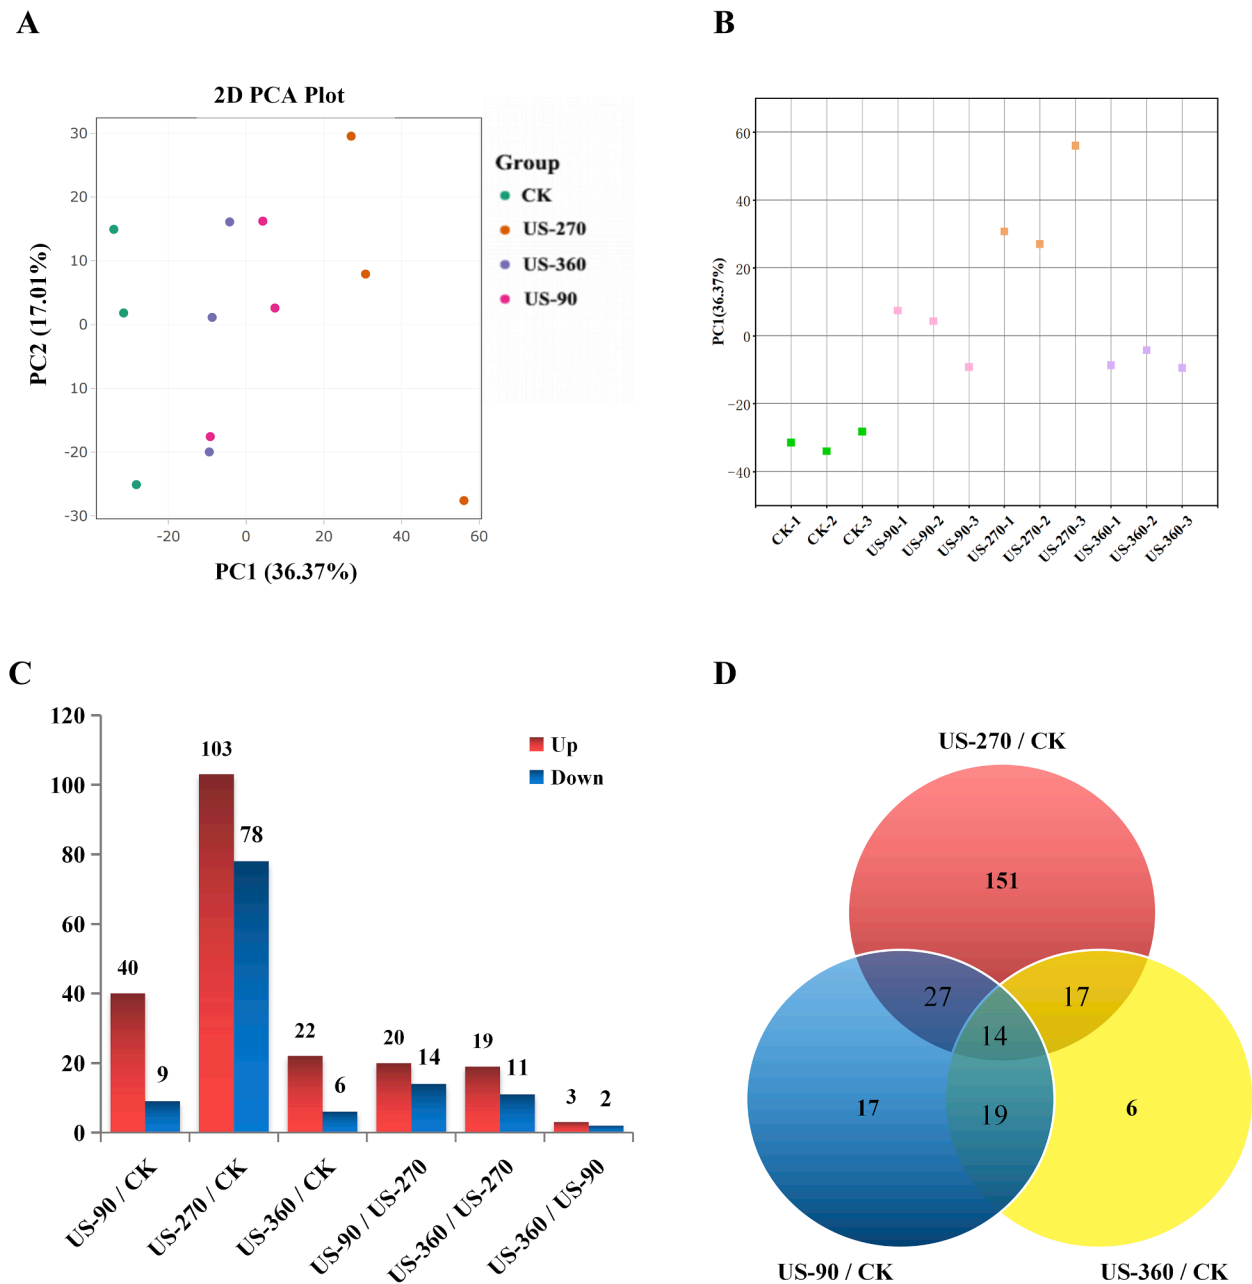 A
2D PCA Plot
30
20
10
0
10
-20
-30
-20
0
20
40
60
PC2 (17.01%)
PC1 (36.37%)
Group
CK
US-270
US-360
US-90
B
60
40
20
0
−20
−40
PC1(36.37%)
CK-1
CK-2
CK-3
US-90-1
US-90-2
US-90-3
US-270-1
US-270-2
US-270-3
US-360-1
US-360-2
US-360-3
C
120
100
80
60
40
20
0
Up
Down
40
9
103
78
22
6
20
14
19
11
3
2
US-90 / CK
US-270 / CK
US-360 / CK
US-90 / US-270
US-360 / US-270
US-360 / US-90
D
US-270 / CK
151
27
17
14
17
19
6
US-90 / CK
US-360 / CK